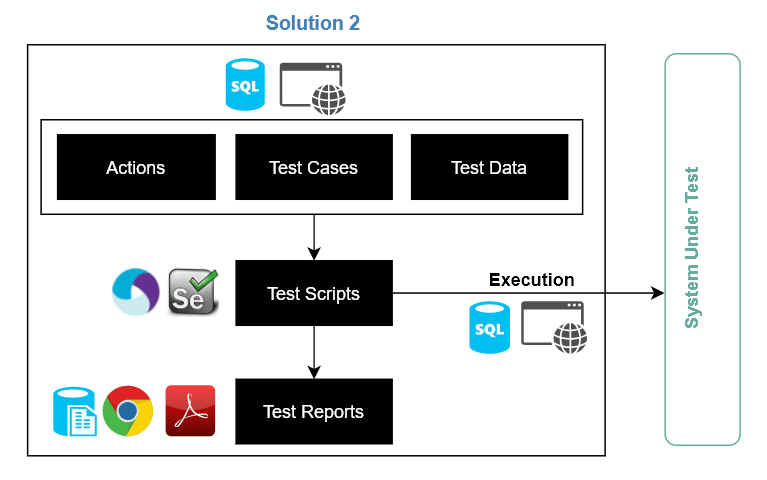 Solution 2
SQL
Actions
Test Cases
Test Data
Se
Test Scripts
Execution
SQL
System Under Test
Test Reports